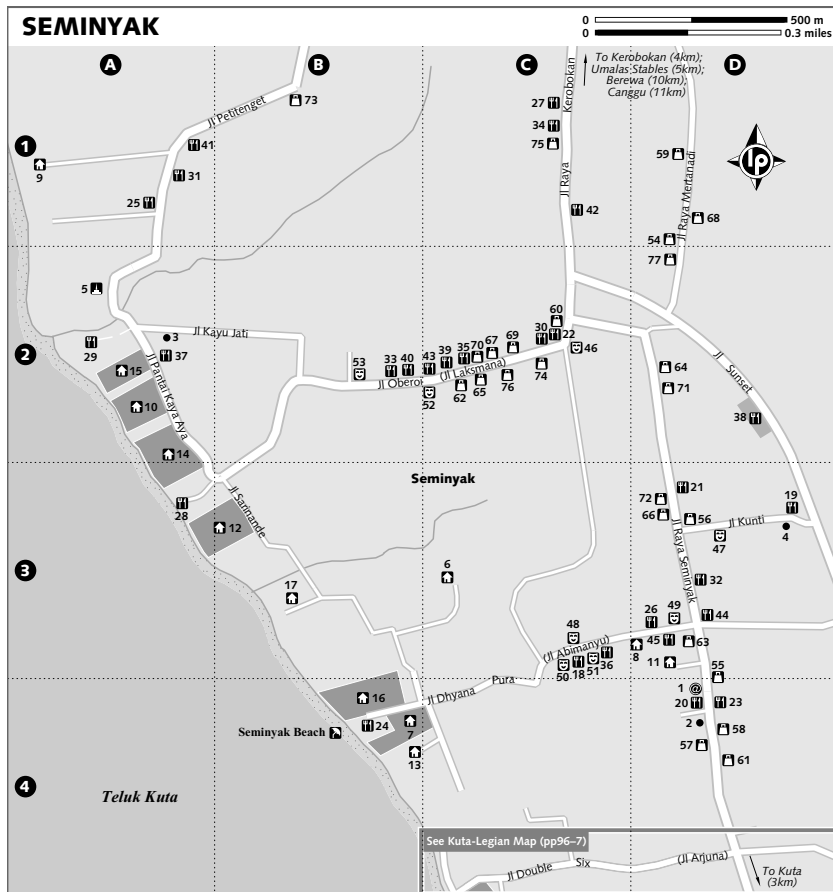 SEMINYAK
0 500 m
0 0.3 miles
A
B
C
D
To Kerobokan (4km);
Umalas Stables (5km);
Berewa (10km);
Canggu (11km)
Jl Petitenget
73
27
Kerobokan
34
75
1
41
59
lp
9
31
Jl Raya
Jl Raya Mertanadi
25
42
68
54
77
5
60
Jl Kayu Jati
3
2
29
37
53
33
40
43
39
35
70
67
69
30
22
46
15
Jl Pantai Kaya Aya
Jl Oberoi
(Jl Laksmana)
52
62
65
76
74
64
71
Jl Sunset
10
38
14
Seminyak
21
72
19
28
Jl Sarinande
66
56
Jl Kunti
12
47
4
Jl Raya Seminyak
3
6
32
17
26
49
44
48
(Jl Abimanyu)
45
63
8
11
50
18
51
36
55
16
Jl Dhyana
Pura
1
@
20
23
24
7
2
58
Seminyak Beach
57
13
61
4
Teluk Kuta
See Kuta-Legian Map (pp96–7)
Jl Double
Six
(Jl Arjuna)
To Kuta
(3km)